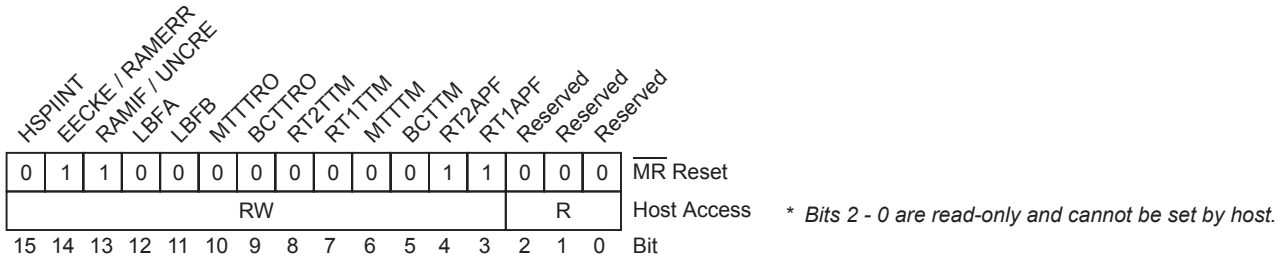 HSPIINT EECKE / RAMERR RAMIF / UNCRE LBFA LBFB MTTTRO BCTTRO RT2TTM RT1TTM MTTTM BCTTM RT2APF RT1APF Reserved Reserved Reserved
0 1 1 0 0 0 0 0 0 0 0 1 1 0 0 0 MR Reset
RW R Host Access * Bits 2 - 0 are read-only and cannot be set by host.
15 14 13 12 11 10 9 8 7 6 5 4 3 2 1 0 Bit